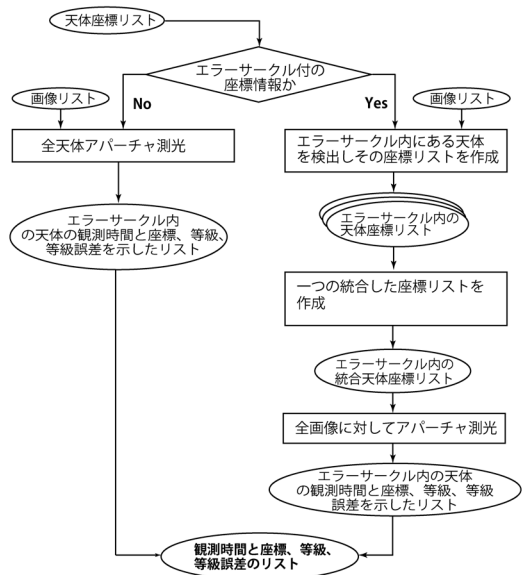 天体座標リスト
エラーサークル付の
座標情報か
No
Yes
画像リスト
画像リスト
全天体アパーチャ測光
エラーサークル内にある天体
を検出しその座標リストを作成
エラーサークル内
の天体の観測時間と座標、等級、
等級誤差を示したリスト
エラーサークル内の
天体座標リスト
一つの統合した座標リストを
作成
エラーサークル内の
統合天体座標リスト
全画像に対してアパーチャ測光
エラーサークル内の天体
の観測時間と座標、等級、等級
誤差を示したリスト
観測時間と座標、等級、
等級誤差のリスト